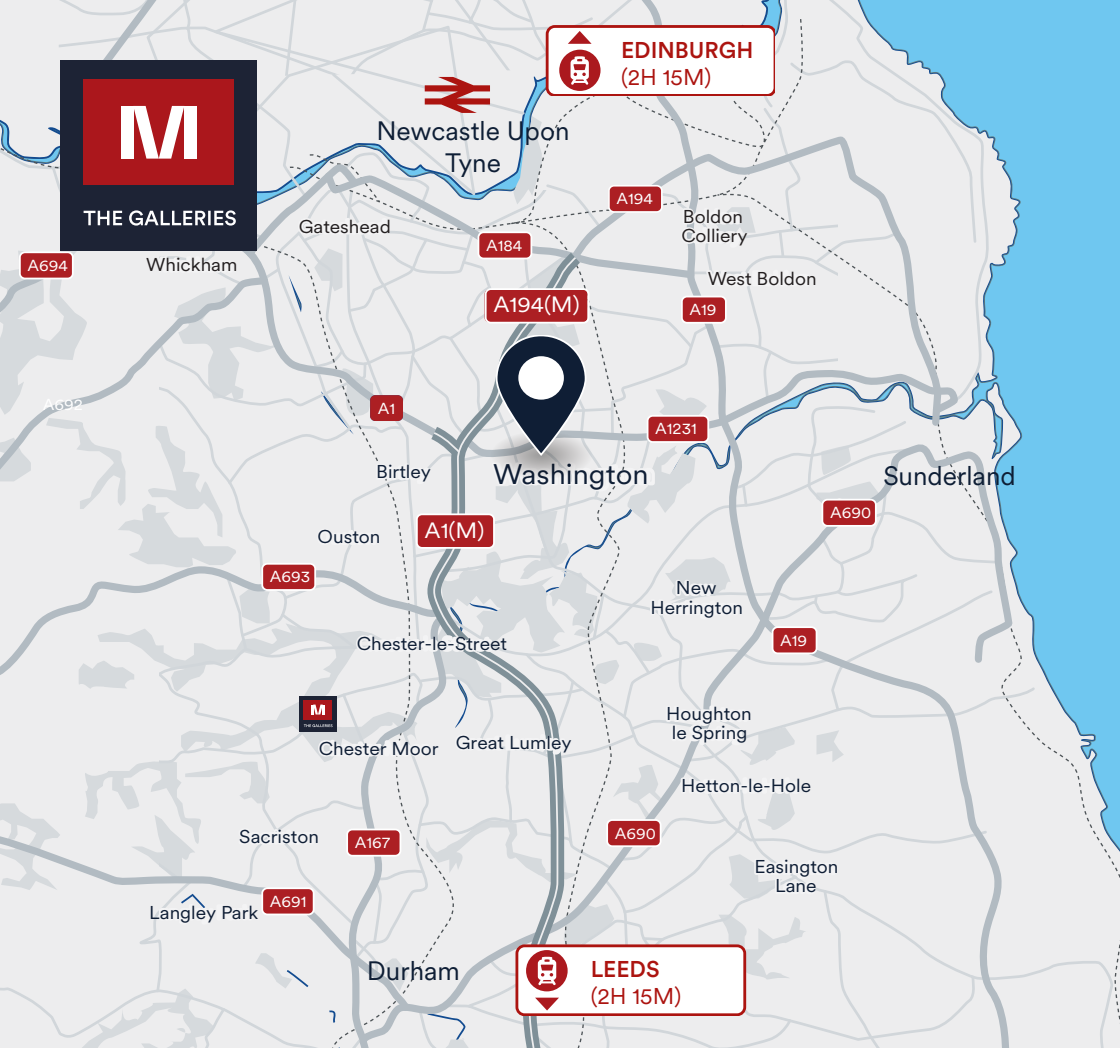 EDINBURGH
(2H 15M)
M
THE GALLERIES
Newcastle Upon
Tyne
A194
Boldon
Colliery
Gateshead
A184
A694
Whickham
West Boldon
A194(M)
A19
A692
A1
A1231
Birtley
Washington
Sunderland
A690
A1(M)
Ouston
A693
New
Herrington
Chester-le-Street
A19
M
THE GALLERIES
Houghton
le Spring
Chester Moor
Great Lumley
Hetton-le-Hole
Sacriston
A167
A690
Easington
Lane
A691
Langley Park
Durham
LEEDS
(2H 15M)